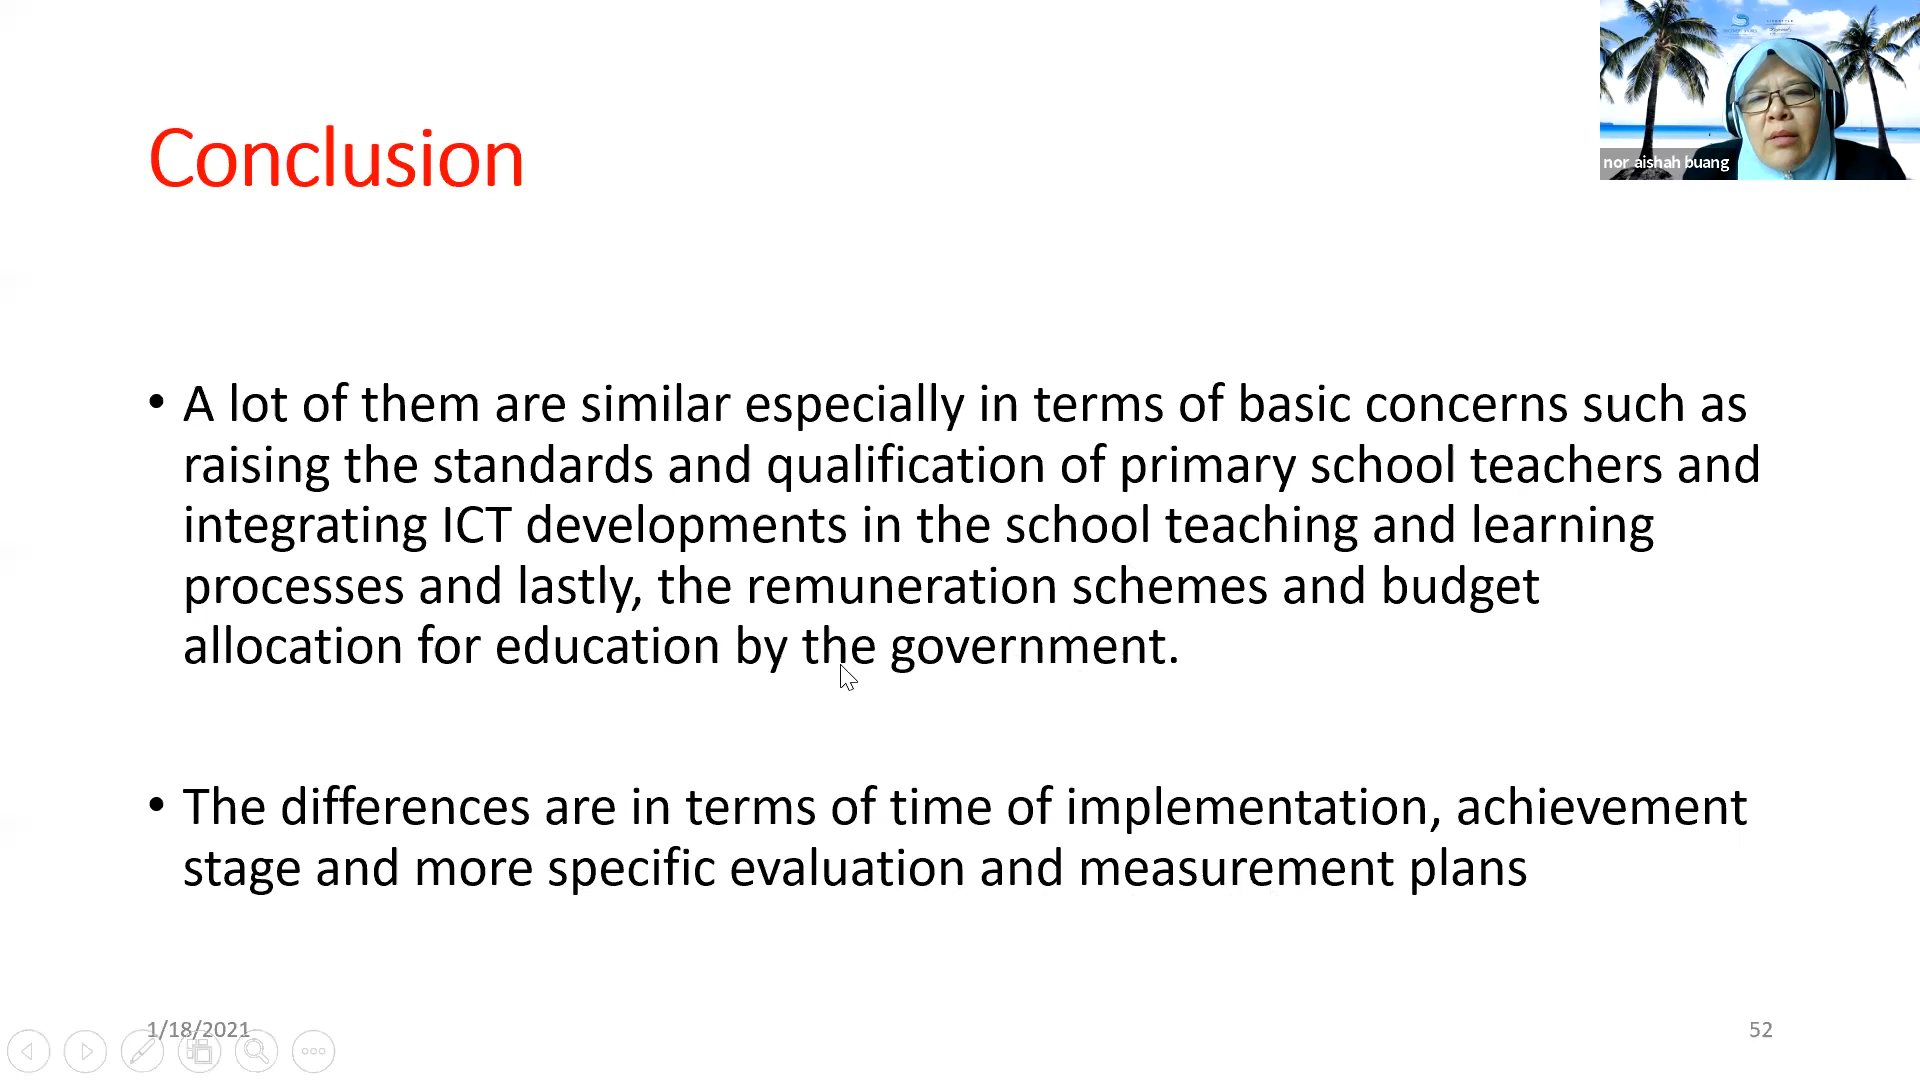 nor aishah buang
Conclusion
• A lot of them are similar especially in terms of basic concerns such as
raising the standards and qualification of primary school teachers and
integrating ICT developments in the school teaching and learning
processes and lastly, the remuneration schemes and budget
allocation for education by the government.
• The differences are in terms of time of implementation, achievement
stage and more specific evaluation and measurement plans
1/18/2021
52